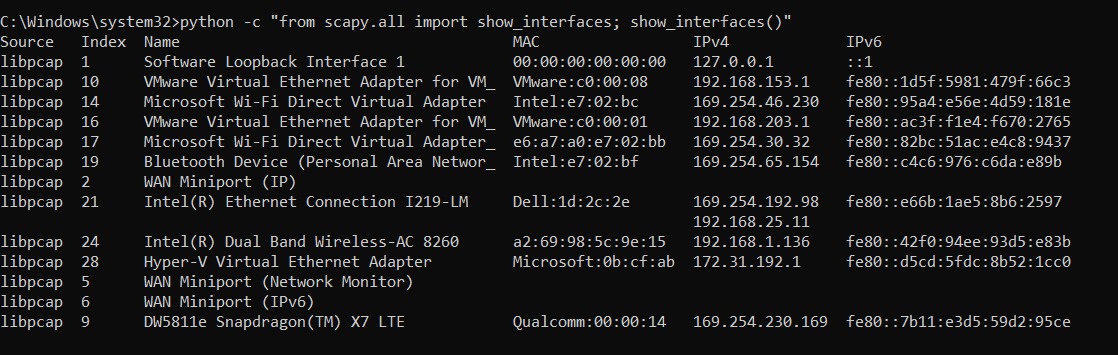 C:\Windows\system32>python -c "from scapy.all import show_interfaces; show_interfaces()"
Source  Index  Name                                     MAC                  IPv4             IPv6
libpcap  1      Software Loopback Interface 1            00:00:00:00:00:00    127.0.0.1        ::1
libpcap  10     VMware Virtual Ethernet Adapter for VM_  VMware:c0:00:08      192.168.153.1    fe80::1d5f:5981:479f:66c3
libpcap  14     Microsoft Wi-Fi Direct Virtual Adapter   Intel:e7:02:bc       169.254.46.230   fe80::95a4:e56e:4d59:181e
libpcap  16     VMware Virtual Ethernet Adapter for VM_  VMware:c0:00:01      192.168.203.1    fe80::ac3f:f1e4:f670:2765
libpcap  17     Microsoft Wi-Fi Direct Virtual Adapter_  e6:a7:a0:e7:02:bb    169.254.30.32    fe80::82bc:51ac:e4c8:9437
libpcap  19     Bluetooth Device (Personal Area Networ_  Intel:e7:02:bf       169.254.65.154   fe80::c4c6:976:c6da:e89b
libpcap  2      WAN Miniport (IP)
libpcap  21     Intel(R) Ethernet Connection I219-LM     Dell:1d:2c:2e        169.254.192.98   fe80::e66b:1ae5:8b6:2597
192.168.25.11
libpcap  24     Intel(R) Dual Band Wireless-AC 8260      a2:69:98:5c:9e:15    192.168.1.136    fe80::42f0:94ee:93d5:e83b
libpcap  28     Hyper-V Virtual Ethernet Adapter         Microsoft:0b:cf:ab   172.31.192.1     fe80::d5cd:5fdc:8b52:1cc0
libpcap  5      WAN Miniport (Network Monitor)
libpcap  6      WAN Miniport (IPv6)
libpcap  9      DW5811e Snapdragon(TM) X7 LTE            Qualcomm:00:00:14    169.254.230.169  fe80::7b11:e3d5:59d2:95ce